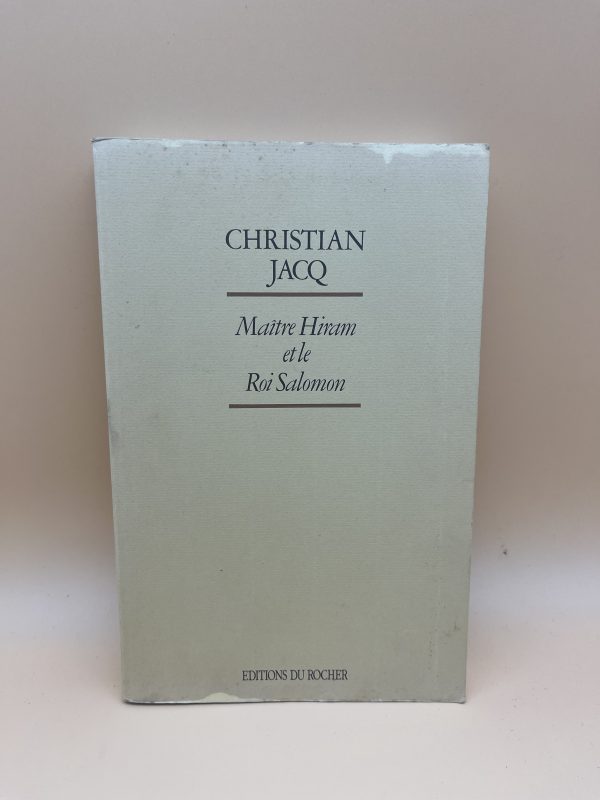 CHRISTIAN
JACQ
Maître Hiram
et le
Roi Salomon
EDITIONS DU ROCHER